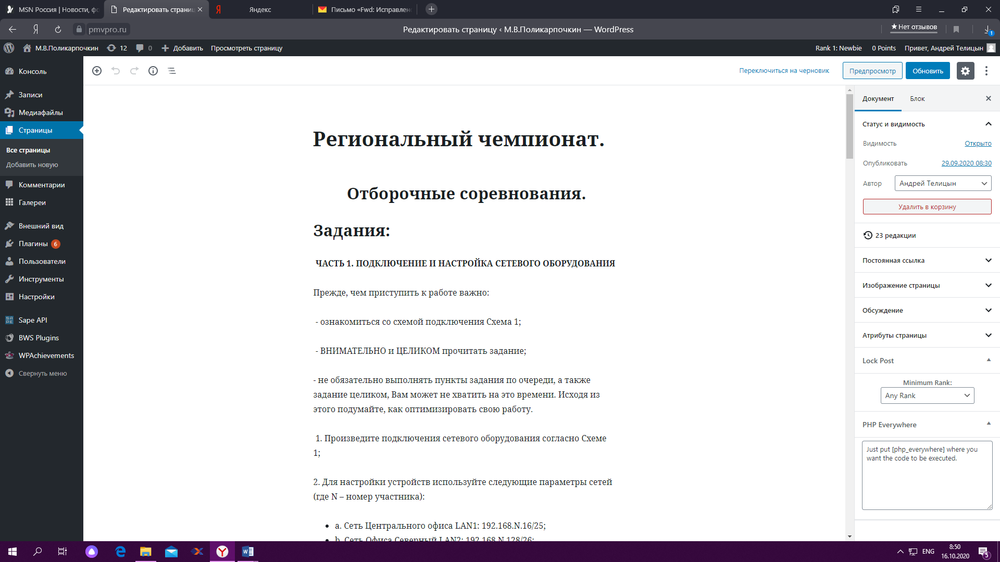 MSN Россия | Новости, фо
Редактировать страниц
Яндекс
Письмо «Fwd: Исправлен
pmvpro.ru
Редактировать страницу ‹ М.В.Поликарпочкин — WordPress
★Нет отзывов
1
М.В.Поликарпочкин
12
0
Добавить
Просмотреть страницу
Rank 1: Newbie
0 Points
Привет, Андрей Телицын
Консоль
Записи
Медиафайлы
Страницы
Все страницы
Добавить новую
Комментарии
Галереи
Внешний вид
Плагины 6
Пользователи
Инструменты
Настройки
Sape API
BWS Plugins
WPAchievements
Свернуть меню
Переключиться на черновик
Предпросмотр
Обновить
Региональный чемпионат.
Отборочные соревнования.
Задания:
ЧАСТЬ 1. ПОДКЛЮЧЕНИЕ И НАСТРОЙКА СЕТЕВОГО ОБОРУДОВАНИЯ
Прежде, чем приступить к работе важно:
- ознакомиться со схемой подключения Схема 1;
- ВНИМАТЕЛЬНО и ЦЕЛИКОМ прочитать задание;
- не обязательно выполнять пункты задания по очереди, а также
задание целиком, Вам может не хватить на это времени. Исходя из
этого подумайте, как оптимизировать свою работу.
1. Произведите подключения сетевого оборудования согласно Схеме
1;
2. Для настройки устройств используйте следующие параметры сетей
(где N – номер участника):
• a. Сеть Центрального офиса LAN1: 192.168.N.16/25;
• b. Сеть Офиса Северный LAN2: 192.168.N.128/26;
Документ
Блок
Статус и видимость
Видимость
Открыто
Опубликовать
29.09.2020 08:30
Автор
Андрей Телицын
Удалить в корзину
23 редакции
Постоянная ссылка
Изображение страницы
Обсуждение
Атрибуты страницы
Lock Post
Minimum Rank:
Any Rank
PHP Everywhere
Just put [php_everywhere] where you
want the code to be executed.
ENG
8:50
16.10.2020
5